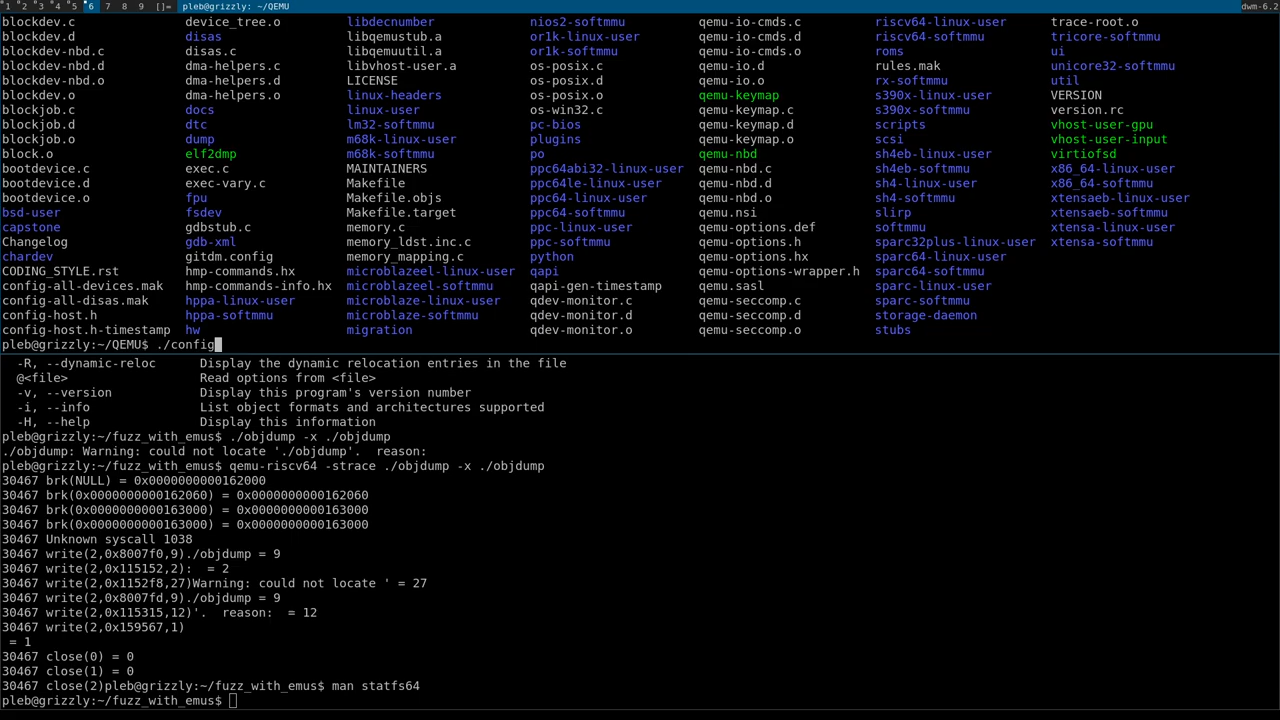 1 2 3 4 5 6 7 8 9 []= pleb@grizzly: ~/QEMU dwm-6.2
blockdev.c device_tree.o libdecnumber nios2-softmmu qemu-io-cmds.c riscv64-linux-user trace-root.o
blockdev.d disas libqemustub.a or1k-linux-user qemu-io-cmds.d riscv64-softmmu tricore-softmmu
blockdev-nbd.c disas.c libqemuutil.a or1k-softmmu qemu-io-cmds.o roms ui
blockdev-nbd.d dma-helpers.c libvhost-user.a os-posix.c qemu-io.d rules.mak unicore32-softmmu
blockdev-nbd.o dma-helpers.d LICENSE os-posix.d qemu-io.o rx-softmmu util
blockdev.o dma-helpers.o linux-headers os-posix.o qemu-keymap s390x-linux-user VERSION
blockjob.c docs linux-user os-win32.c qemu-keymap.c s390x-softmmu version.rc
blockjob.d dtc lm32-softmmu pc-bios qemu-keymap.d scripts vhost-user-gpu
blockjob.o dump m68k-linux-user plugins qemu-keymap.o scsi vhost-user-input
block.o elf2dmp m68k-softmmu po qemu-nbd sh4eb-linux-user virtiofsd
bootdevice.c exec.c MAINTAINERS ppc64abi32-linux-user qemu-nbd.c sh4eb-softmmu x86_64-linux-user
bootdevice.d exec-vary.c Makefile ppc64le-linux-user qemu-nbd.d sh4-linux-user x86_64-softmmu
bootdevice.o fpu Makefile.objs ppc64-linux-user qemu-nbd.o sh4-softmmu xtensaeb-linux-user
bsd-user fsdev Makefile.target ppc64-softmmu qemu.nsi slirp xtensaeb-softmmu
capstone gdbstub.c memory.c ppc-linux-user qemu-options.def softmmu xtensa-linux-user
Changelog gdb-xml memory_ldst.inc.c ppc-softmmu qemu-options.h sparc32plus-linux-user xtensa-softmmu
chardev gitdm.config memory_mapping.c python qemu-options.hx sparc64-linux-user
CODING_STYLE.rst hmp-commands.hx microblazeel-linux-user qapi qemu-options-wrapper.h sparc64-softmmu
config-all-devices.mak hmp-commands-info.hx microblazeel-softmmu qapi-gen-timestamp qemu.sasl sparc-linux-user
config-all-disas.mak hppa-linux-user microblaze-linux-user qdev-monitor.c qemu-seccomp.c sparc-softmmu
config-host.h hppa-softmmu microblaze-softmmu qdev-monitor.d qemu-seccomp.d storage-daemon
config-host.h-timestamp hw migration qdev-monitor.o qemu-seccomp.o stubs
pleb@grizzly:~/QEMU$ ./config
-R, --dynamic-reloc Display the dynamic relocation entries in the file
@<file> Read options from <file>
-v, --version Display this program's version number
-i, --info List object formats and architectures supported
-H, --help Display this information
pleb@grizzly:~/fuzz_with_emus$ ./objdump -x ./objdump
./objdump: Warning: could not locate './objdump'. reason:
pleb@grizzly:~/fuzz_with_emus$ qemu-riscv64 -strace ./objdump -x ./objdump
30467 brk(NULL) = 0x0000000000162000
30467 brk(0x0000000000162060) = 0x0000000000162060
30467 brk(0x0000000000163000) = 0x0000000000163000
30467 brk(0x0000000000163000) = 0x0000000000163000
30467 Unknown syscall 1038
30467 write(2,0x8007f0,9)./objdump = 9
30467 write(2,0x115152,2): = 2
30467 write(2,0x1152f8,27)Warning: could not locate ' = 27
30467 write(2,0x8007fd,9)./objdump = 9
30467 write(2,0x115315,12)'. reason: = 12
30467 write(2,0x159567,1)
= 1
30467 close(0) = 0
30467 close(1) = 0
30467 close(2)pleb@grizzly:~/fuzz_with_emus$ man statfs64
pleb@grizzly:~/fuzz_with_emus$